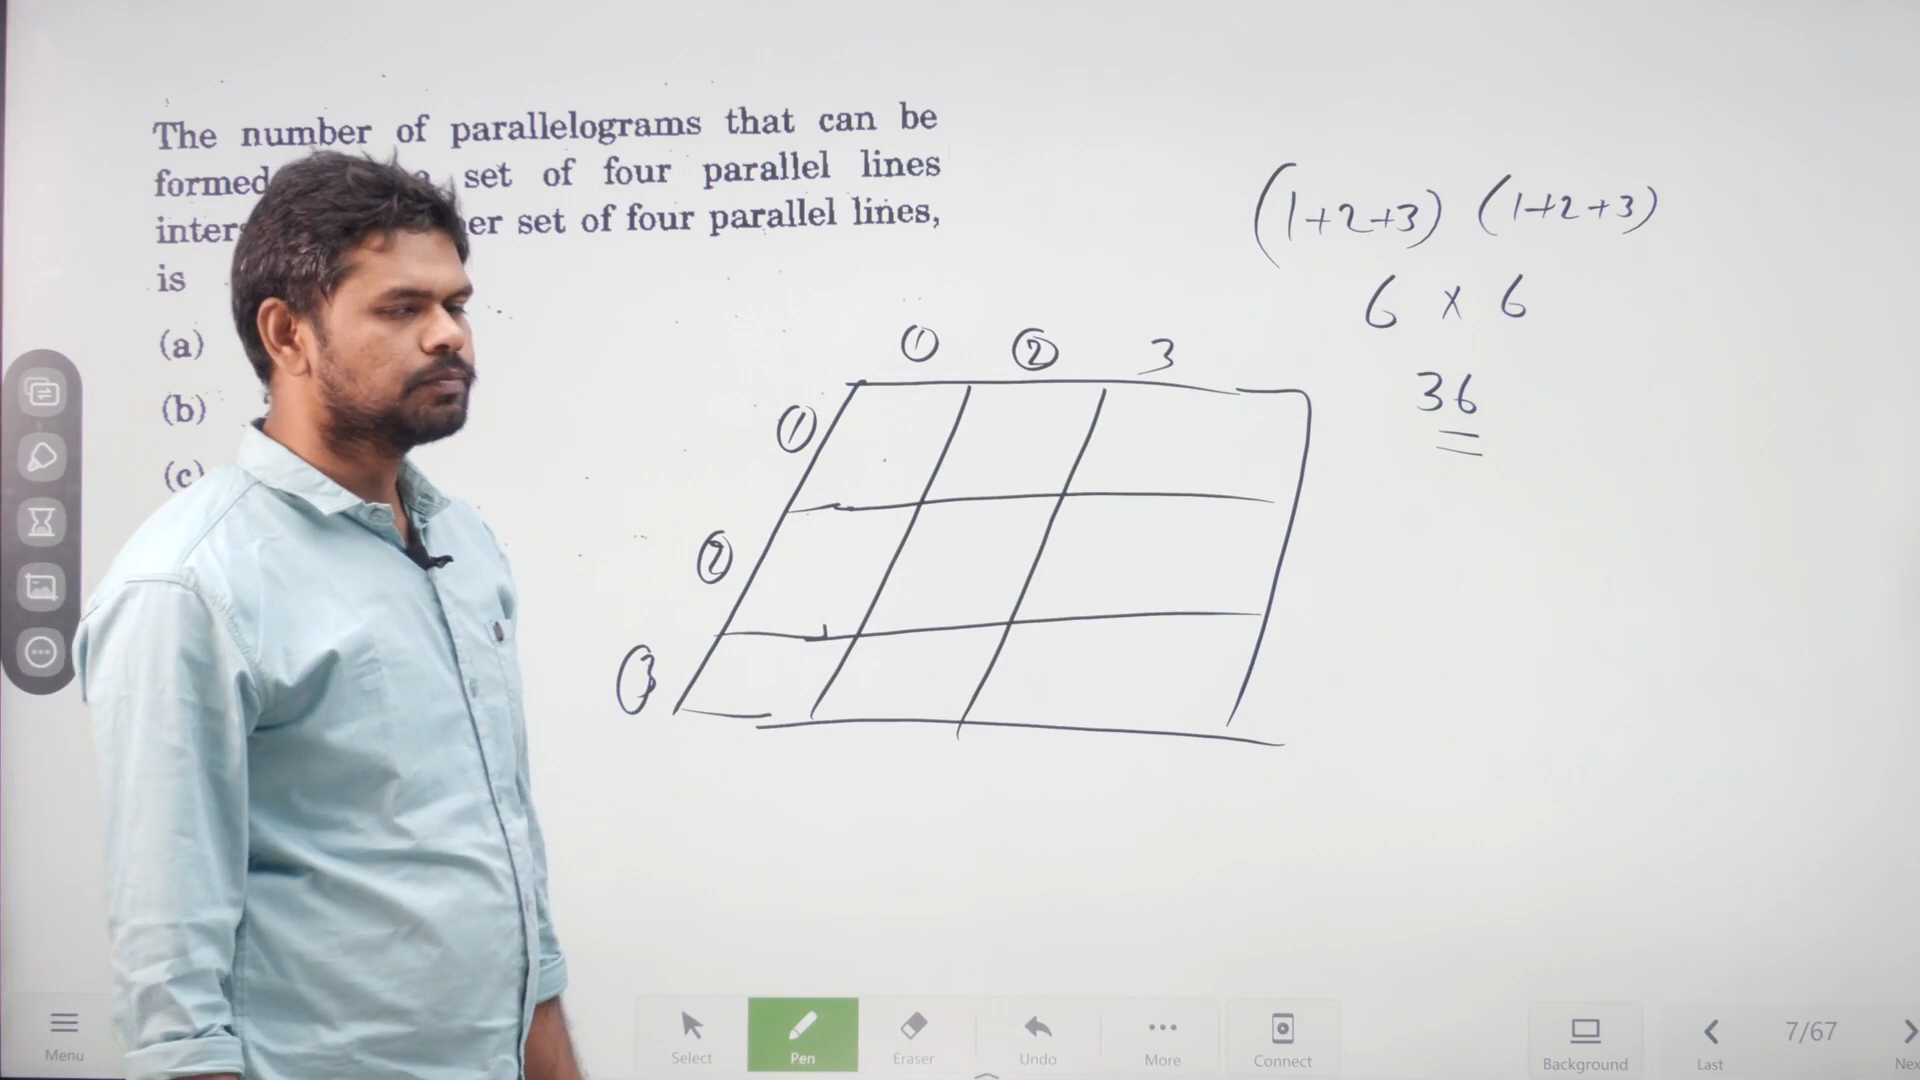 The number of parallelograms that can be
formed set of four parallel lines
set of four parallel lines,
is
(a)
(b)
(c)
(1+2+3) (1+2+3)
6 x 6
36
1 2 3
1
2
3
Menu
Select
Pen
Eraser
Undo
More
Connect
Background
Last
7/67